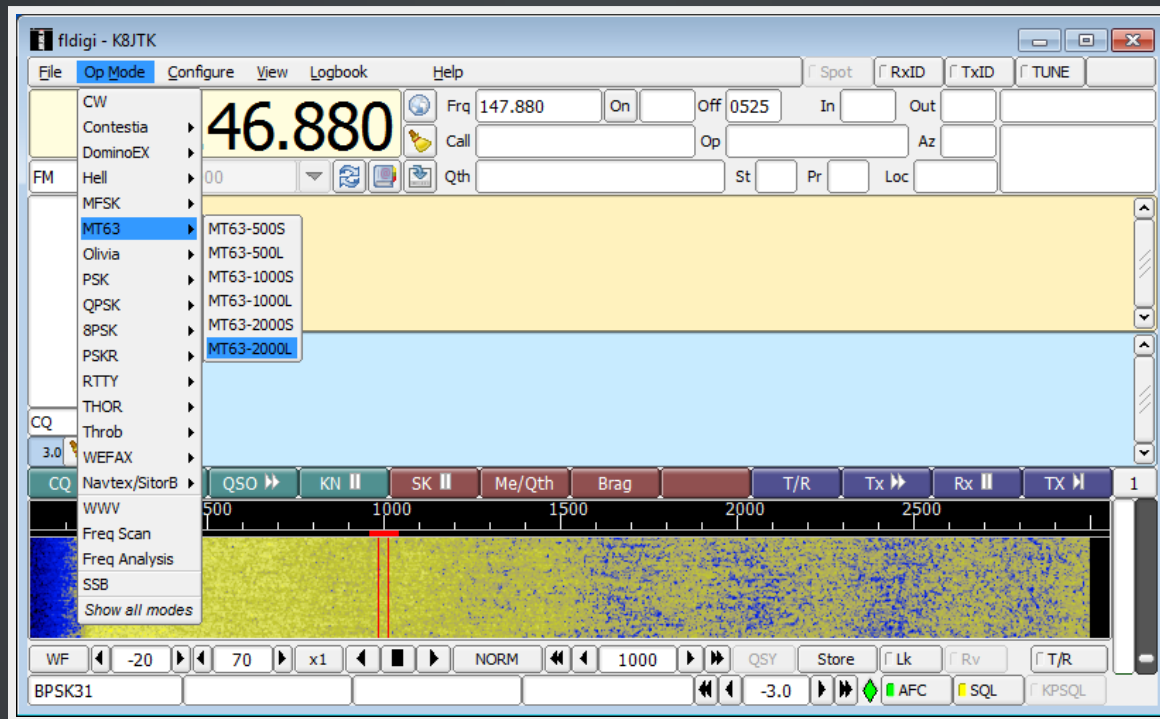 fldigi - K8JTK
File Op Mode Configure View Logbook Help Spot RxID TxID TUNE
46.880 Frq 147.880 On Off 0525 In Out
Call Op Az
FM 00 Qth St Pr Loc
CW
Contestia
DominoEX
Hell
MFSK
MT63
Olivia
PSK
QPSK
8PSK
PSKR
RTTY
THOR
Throb
WEFAX
Navtex/SitorB
WWV
Freq Scan
Freq Analysis
SSB
Show all modes
MT63-500S
MT63-500L
MT63-1000S
MT63-1000L
MT63-2000S
MT63-2000L
CQ
3.0
CQ QSO KN SK Me/Qth Brag T/R Tx Rx TX 1
500 1000 1500 2000 2500
WF -20 70 x1 NORM 1000 QSY Store Lk Rv T/R
BPSK31 -3.0 AFC SQL KPSQL